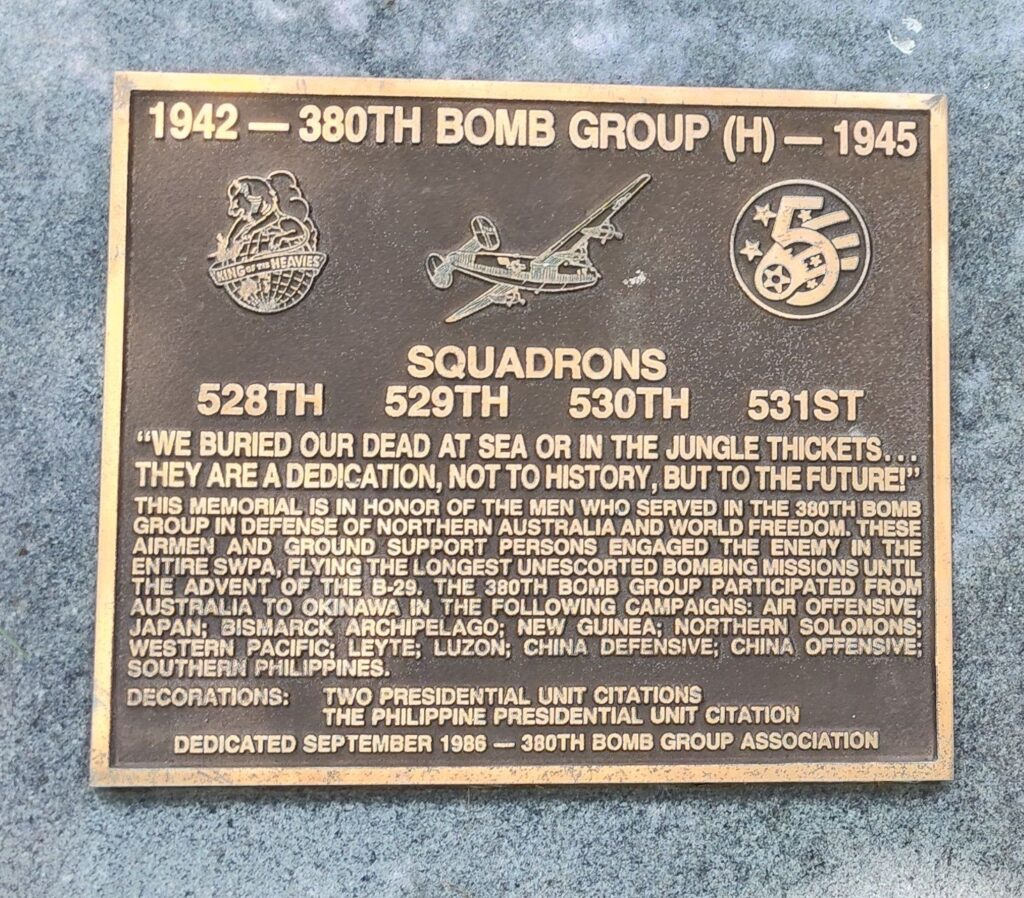 1942 — 380TH BOMB GROUP (H) — 1945
KING OF THE HEAVIES
5
SQUADRONS
528TH 529TH 530TH 531ST
"WE BURIED OUR DEAD AT SEA OR IN THE JUNGLE THICKETS...
THEY ARE A DEDICATION, NOT TO HISTORY, BUT TO THE FUTURE!"
THIS MEMORIAL IS IN HONOR OF THE MEN WHO SERVED IN THE 380TH BOMB
GROUP IN DEFENSE OF NORTHERN AUSTRALIA AND WORLD FREEDOM. THESE
AIRMEN AND GROUND SUPPORT PERSONS ENGAGED THE ENEMY IN THE
ENTIRE SWPA, FLYING THE LONGEST UNESCORTED BOMBING MISSIONS UNTIL
THE ADVENT OF THE B-29. THE 380TH BOMB GROUP PARTICIPATED FROM
AUSTRALIA TO OKINAWA IN THE FOLLOWING CAMPAIGNS: AIR OFFENSIVE,
JAPAN; BISMARCK ARCHIPELAGO; NEW GUINEA; NORTHERN SOLOMONS;
WESTERN PACIFIC; LEYTE; LUZON; CHINA DEFENSIVE; CHINA OFFENSIVE;
SOUTHERN PHILIPPINES.
DECORATIONS: TWO PRESIDENTIAL UNIT CITATIONS
THE PHILIPPINE PRESIDENTIAL UNIT CITATION
DEDICATED SEPTEMBER 1986 — 380TH BOMB GROUP ASSOCIATION